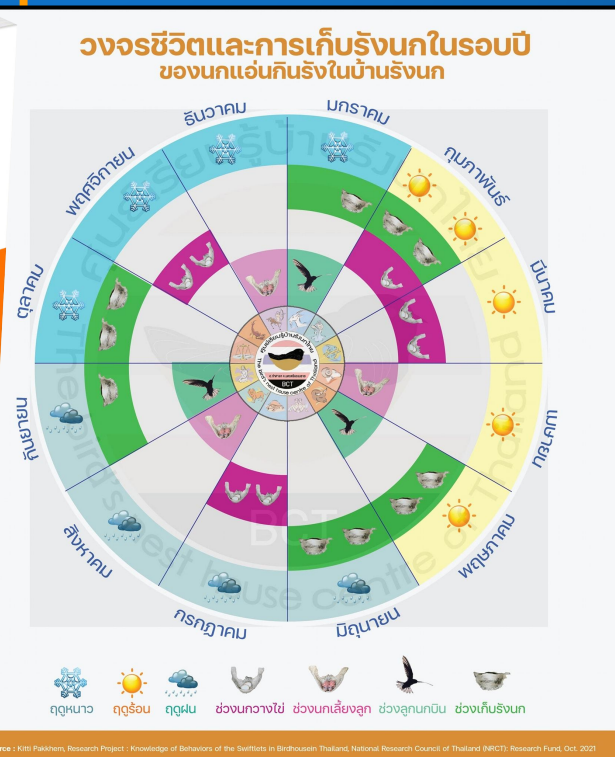 วงจรชีวิตและการเก็บรังนกในรอบปี
ของนกแอ่นกินรังในบ้านรังนก
มกราคม
กุมภาพันธ์
มีนาคม
เมษายน
พฤษภาคม
มิถุนายน
กรกฎาคม
สิงหาคม
กันยายน
ตุลาคม
พฤศจิกายน
ธันวาคม
BCT
The bird's nest house centre of Thailand
BCT
ฤดูหนาว
ฤดูร้อน
ฤดูฝน
ช่วงนกวางไข่
ช่วงนกเลี้ยงลูก
ช่วงลูกนกบิน
ช่วงเก็บรังนก
rce : Kitti Pakkhem, Research Project : Knowledge of Behaviors of the Swiftlets in Birdhousein Thailand, National Research Council of Thailand (NRCT): Research Fund, Oct. 2021